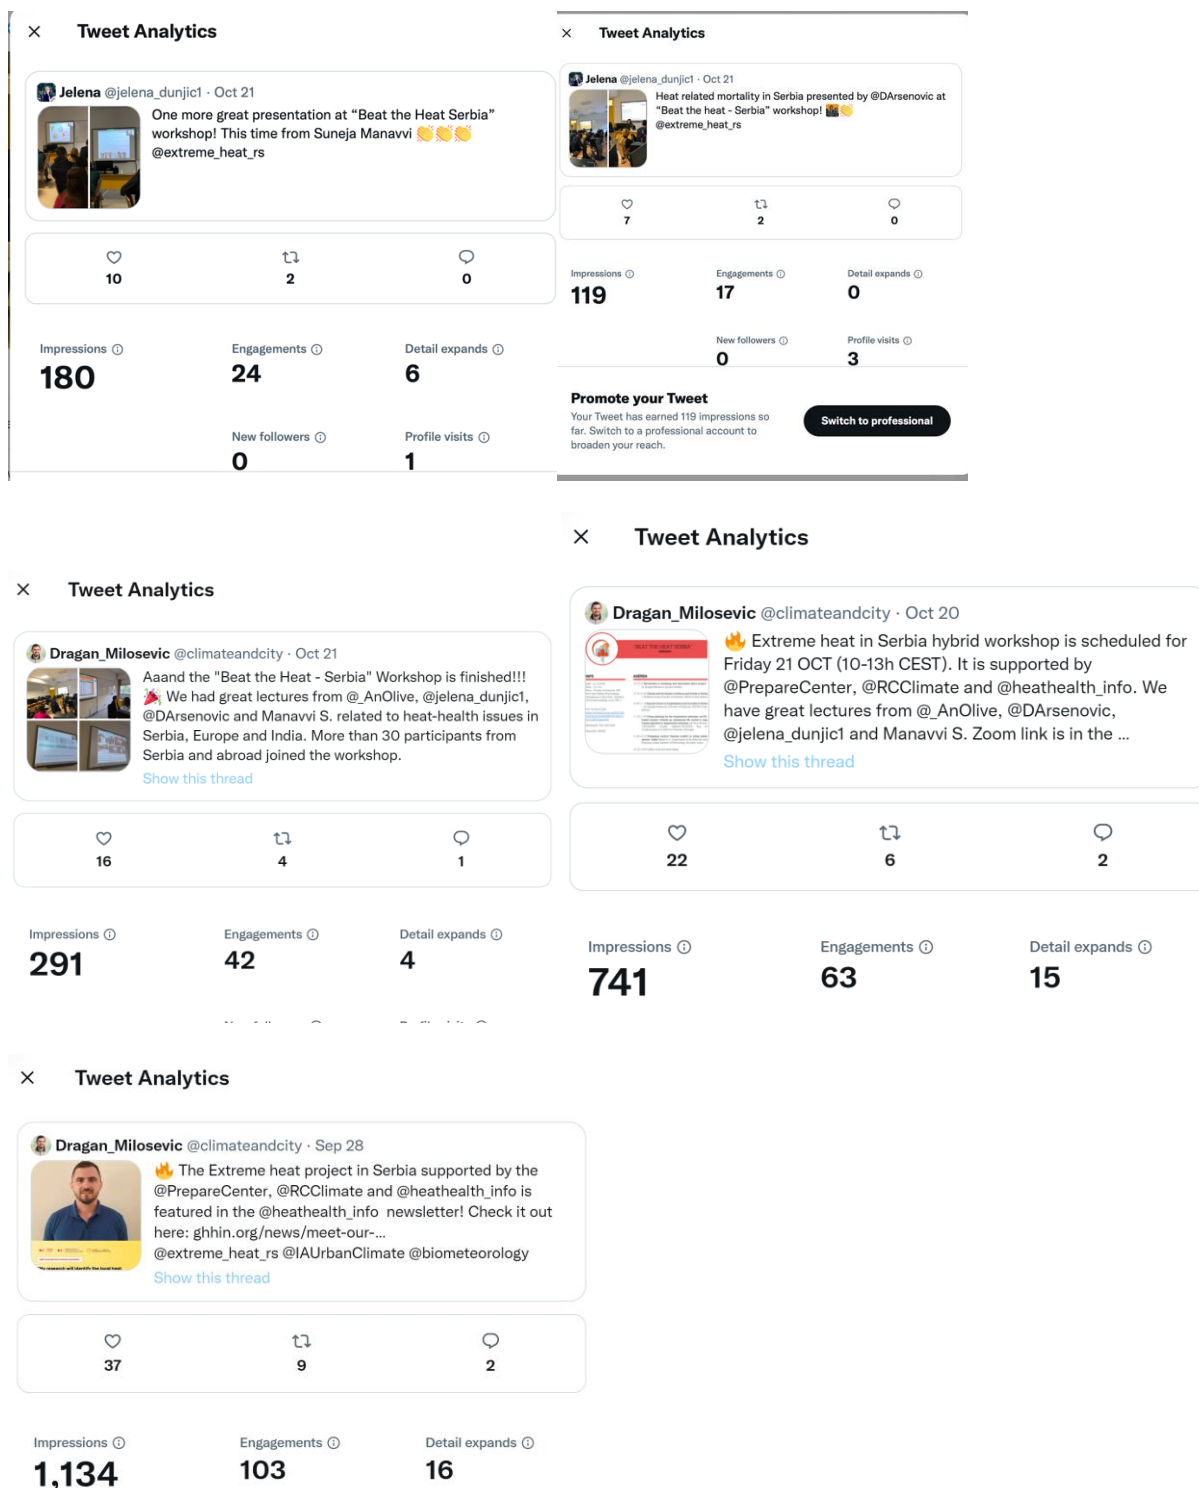 Tweet Analytics
Jelena @jelena_dunjic1 · Oct 21
One more great presentation at “Beat the Heat Serbia”
workshop! This time from Suneja Manavvi 👏👏👏
@extreme_heat_rs
10 2 0
Impressions Engagements Detail expands
180 24 6
New followers Profile visits
0 1
Tweet Analytics
Jelena @jelena_dunjic1 · Oct 21
Heat related mortality in Serbia presented by @DArsenovic at
"Beat the heat - Serbia" workshop!
@extreme_heat_rs
7 2 0
Impressions Engagements Detail expands
119 17 0
New followers Profile visits
0 3
Promote your Tweet
Your Tweet has earned 119 impressions so
far. Switch to a professional account to
broaden your reach.
Switch to professional
Tweet Analytics
Dragan_Milosevic @climateandcity · Oct 21
Aaand the "Beat the Heat - Serbia" Workshop is finished!!!
🎉 We had great lectures from @_AnOlive, @jelena_dunjic1,
@DArsenovic and Manavvi S. related to heat-health issues in
Serbia, Europe and India. More than 30 participants from
Serbia and abroad joined the workshop.
Show this thread
16 4 1
Impressions Engagements Detail expands
291 42 4
Tweet Analytics
Dragan_Milosevic @climateandcity · Oct 20
"BEAT THE HEAT SERBIA"
INFO AGENDA
🔥 Extreme heat in Serbia hybrid workshop is scheduled for
Friday 21 OCT (10-13h CEST). It is supported by
@PrepareCenter, @RCClimate and @heathealth_info. We
have great lectures from @_AnOlive, @DArsenovic,
@jelena_dunjic1 and Manavvi S. Zoom link is in the ...
Show this thread
22 6 2
Impressions Engagements Detail expands
741 63 15
Tweet Analytics
Dragan_Milosevic @climateandcity · Sep 28
🔥 The Extreme heat project in Serbia supported by the
@PrepareCenter, @RCClimate and @heathealth_info is
featured in the @heathealth_info newsletter! Check it out
here: ghhin.org/news/meet-our-...
@extreme_heat_rs @IAUrbanClimate @biometeorology
Show this thread
research will identify the local heat
37 9 2
Impressions Engagements Detail expands
1,134 103 16